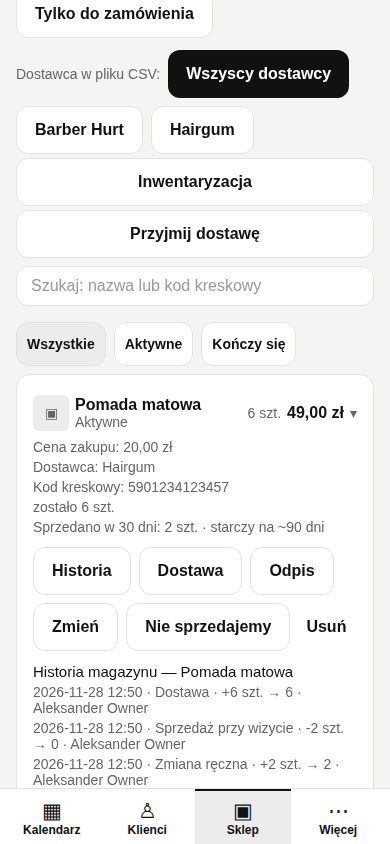 Tylko do zamówienia
Dostawca w pliku CSV: Wszyscy dostawcy
Barber Hurt Hairgum
Inwentaryzacja
Przyjmij dostawę
Szukaj: nazwa lub kod kreskowy
Wszystkie Aktywne Kończy się
Pomada matowa 6 szt. 49,00 zł ▾
Aktywne
Cena zakupu: 20,00 zł
Dostawca: Hairgum
Kod kreskowy: 5901234123457
zostało 6 szt.
Sprzedano w 30 dni: 2 szt. · starczy na ~90 dni
Historia Dostawa Odpis
Zmień Nie sprzedajemy Usuń
Historia magazynu — Pomada matowa
2026-11-28 12:50 · Dostawa · +6 szt. → 6 ·
Aleksander Owner
2026-11-28 12:50 · Sprzedaż przy wizycie · -2 szt.
→ 0 · Aleksander Owner
2026-11-28 12:50 · Zmiana ręczna · +2 szt. → 2 ·
Aleksander Owner
Kalendarz Klienci Sklep Więcej